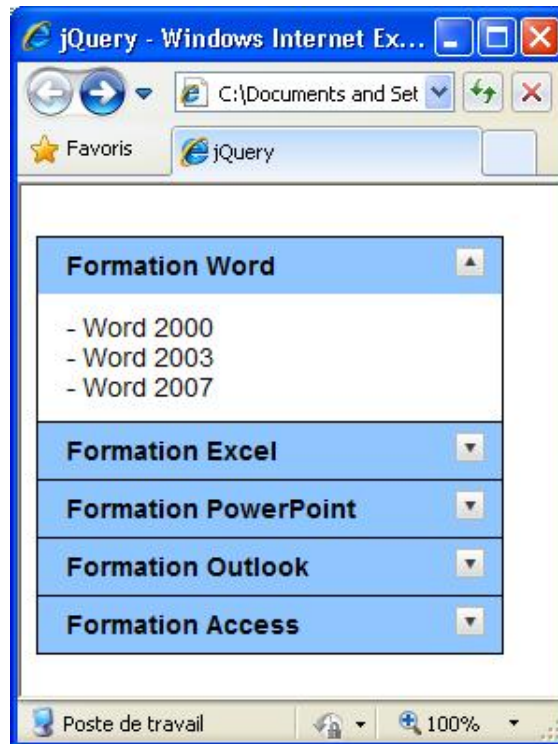 jQuery - Windows Internet Ex...
C:\Documents and Set
Favoris
jQuery
Formation Word
- Word 2000
- Word 2003
- Word 2007
Formation Excel
Formation PowerPoint
Formation Outlook
Formation Access
Poste de travail
100%